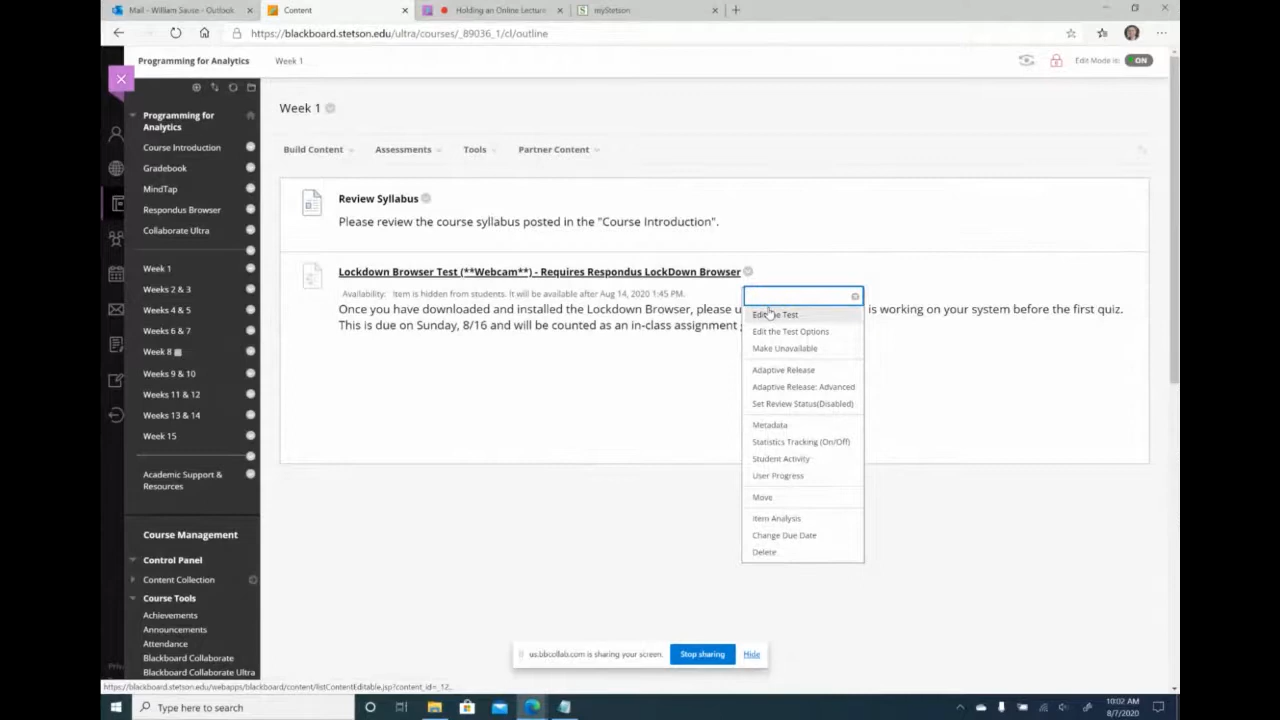 Mail - William Sause - Outlook
Content
Holding an Online Lecture
myStetson
https://blackboard.stetson.edu/ultra/courses/_89036_1/cl/outline
Programming for Analytics
Week 1
Edit Mode is:
ON
Programming for
Analytics
Course Introduction
Gradebook
MindTap
Respondus Browser
Collaborate Ultra
Week 1
Weeks 2 & 3
Weeks 4 & 5
Weeks 6 & 7
Week 8
Weeks 9 & 10
Weeks 11 & 12
Weeks 13 & 14
Week 15
Academic Support &
Resources
Course Management
Control Panel
Content Collection
Course Tools
Achievements
Announcements
Attendance
Blackboard Collaborate
Blackboard Collaborate Ultra
Week 1
Build Content
Assessments
Tools
Partner Content
Review Syllabus
Please review the course syllabus posted in the "Course Introduction".
Lockdown Browser Test (**Webcam**) - Requires Respondus LockDown Browser
Availability: Item is hidden from students. It will be available after Aug 14, 2020 1:45 PM.
Once you have downloaded and installed the Lockdown Browser, please u is working on your system before the first quiz.
This is due on Sunday, 8/16 and will be counted as an in-class assignment
Edit the Test
Edit the Test Options
Make Unavailable
Adaptive Release
Adaptive Release: Advanced
Set Review Status(Disabled)
Metadata
Statistics Tracking (On/Off)
Student Activity
User Progress
Move
Item Analysis
Change Due Date
Delete
us.bbcollab.com is sharing your screen.
Stop sharing
Hide
https://blackboard.stetson.edu/webapps/blackboard/content/listContentEditable.jsp?content_id=_12...
Type here to search
10:02 AM
8/7/2020